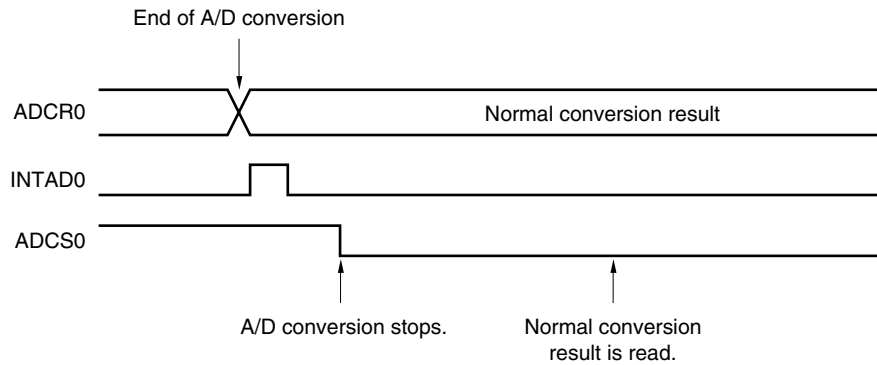 End of A/D conversion
ADCR0
Normal conversion result
INTAD0
ADCS0
A/D conversion stops.
Normal conversion
result is read.